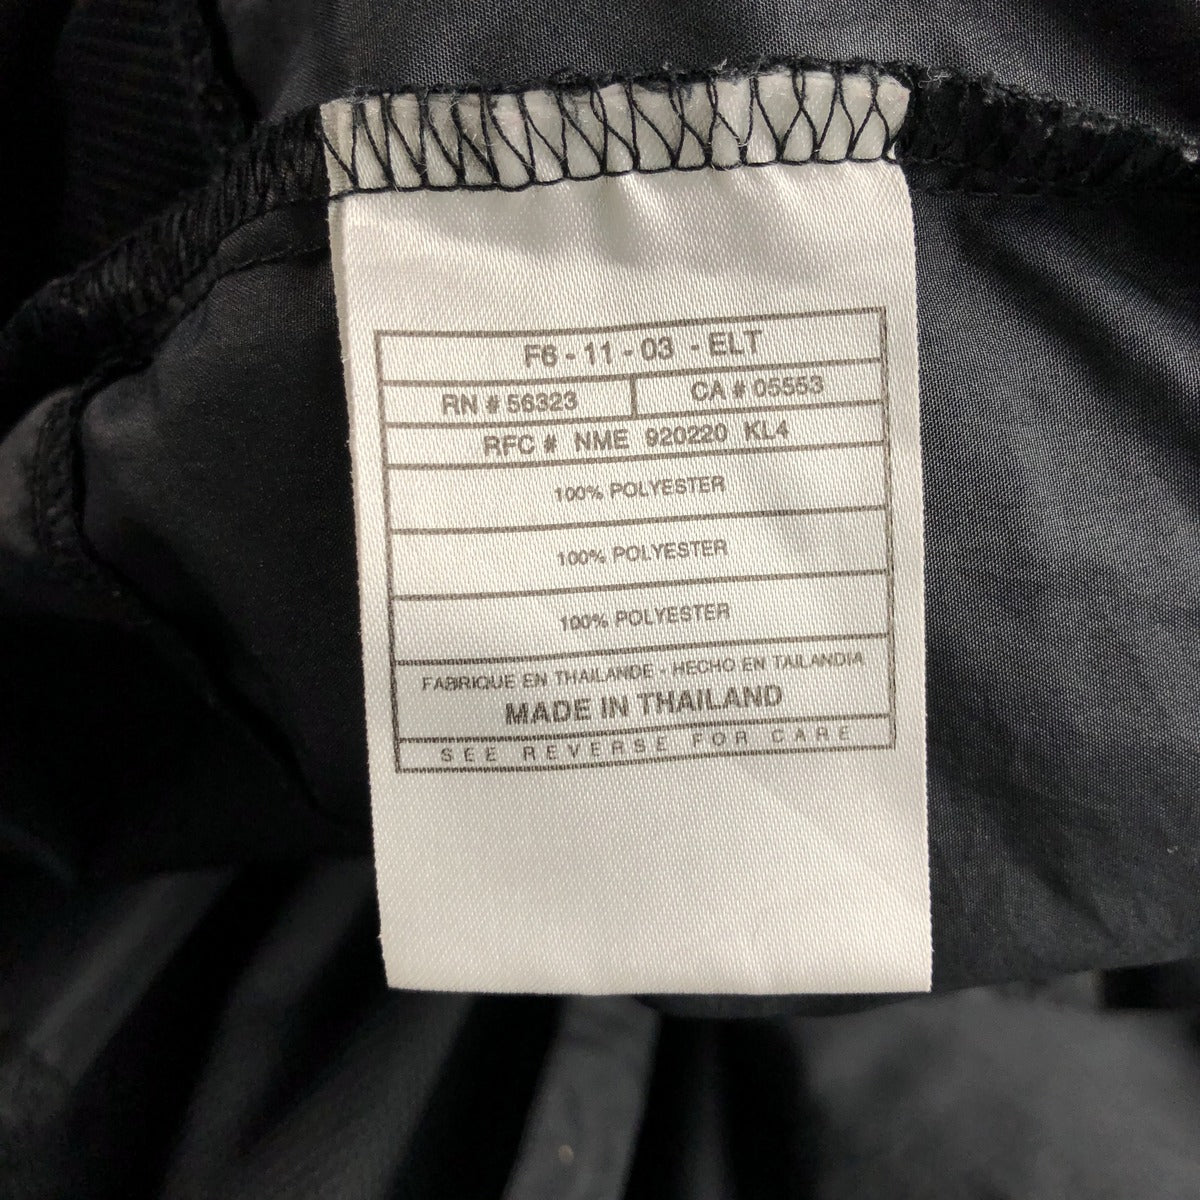 F6 - 11 - 03 - ELT
RN # 56323 CA # 05553
RFC # NME 920220 KL4
100% POLYESTER
100% POLYESTER
100% POLYESTER
FABRIQUE EN THAILANDE - HECHO EN TAILANDIA
MADE IN THAILAND
SEE REVERSE FOR CARE